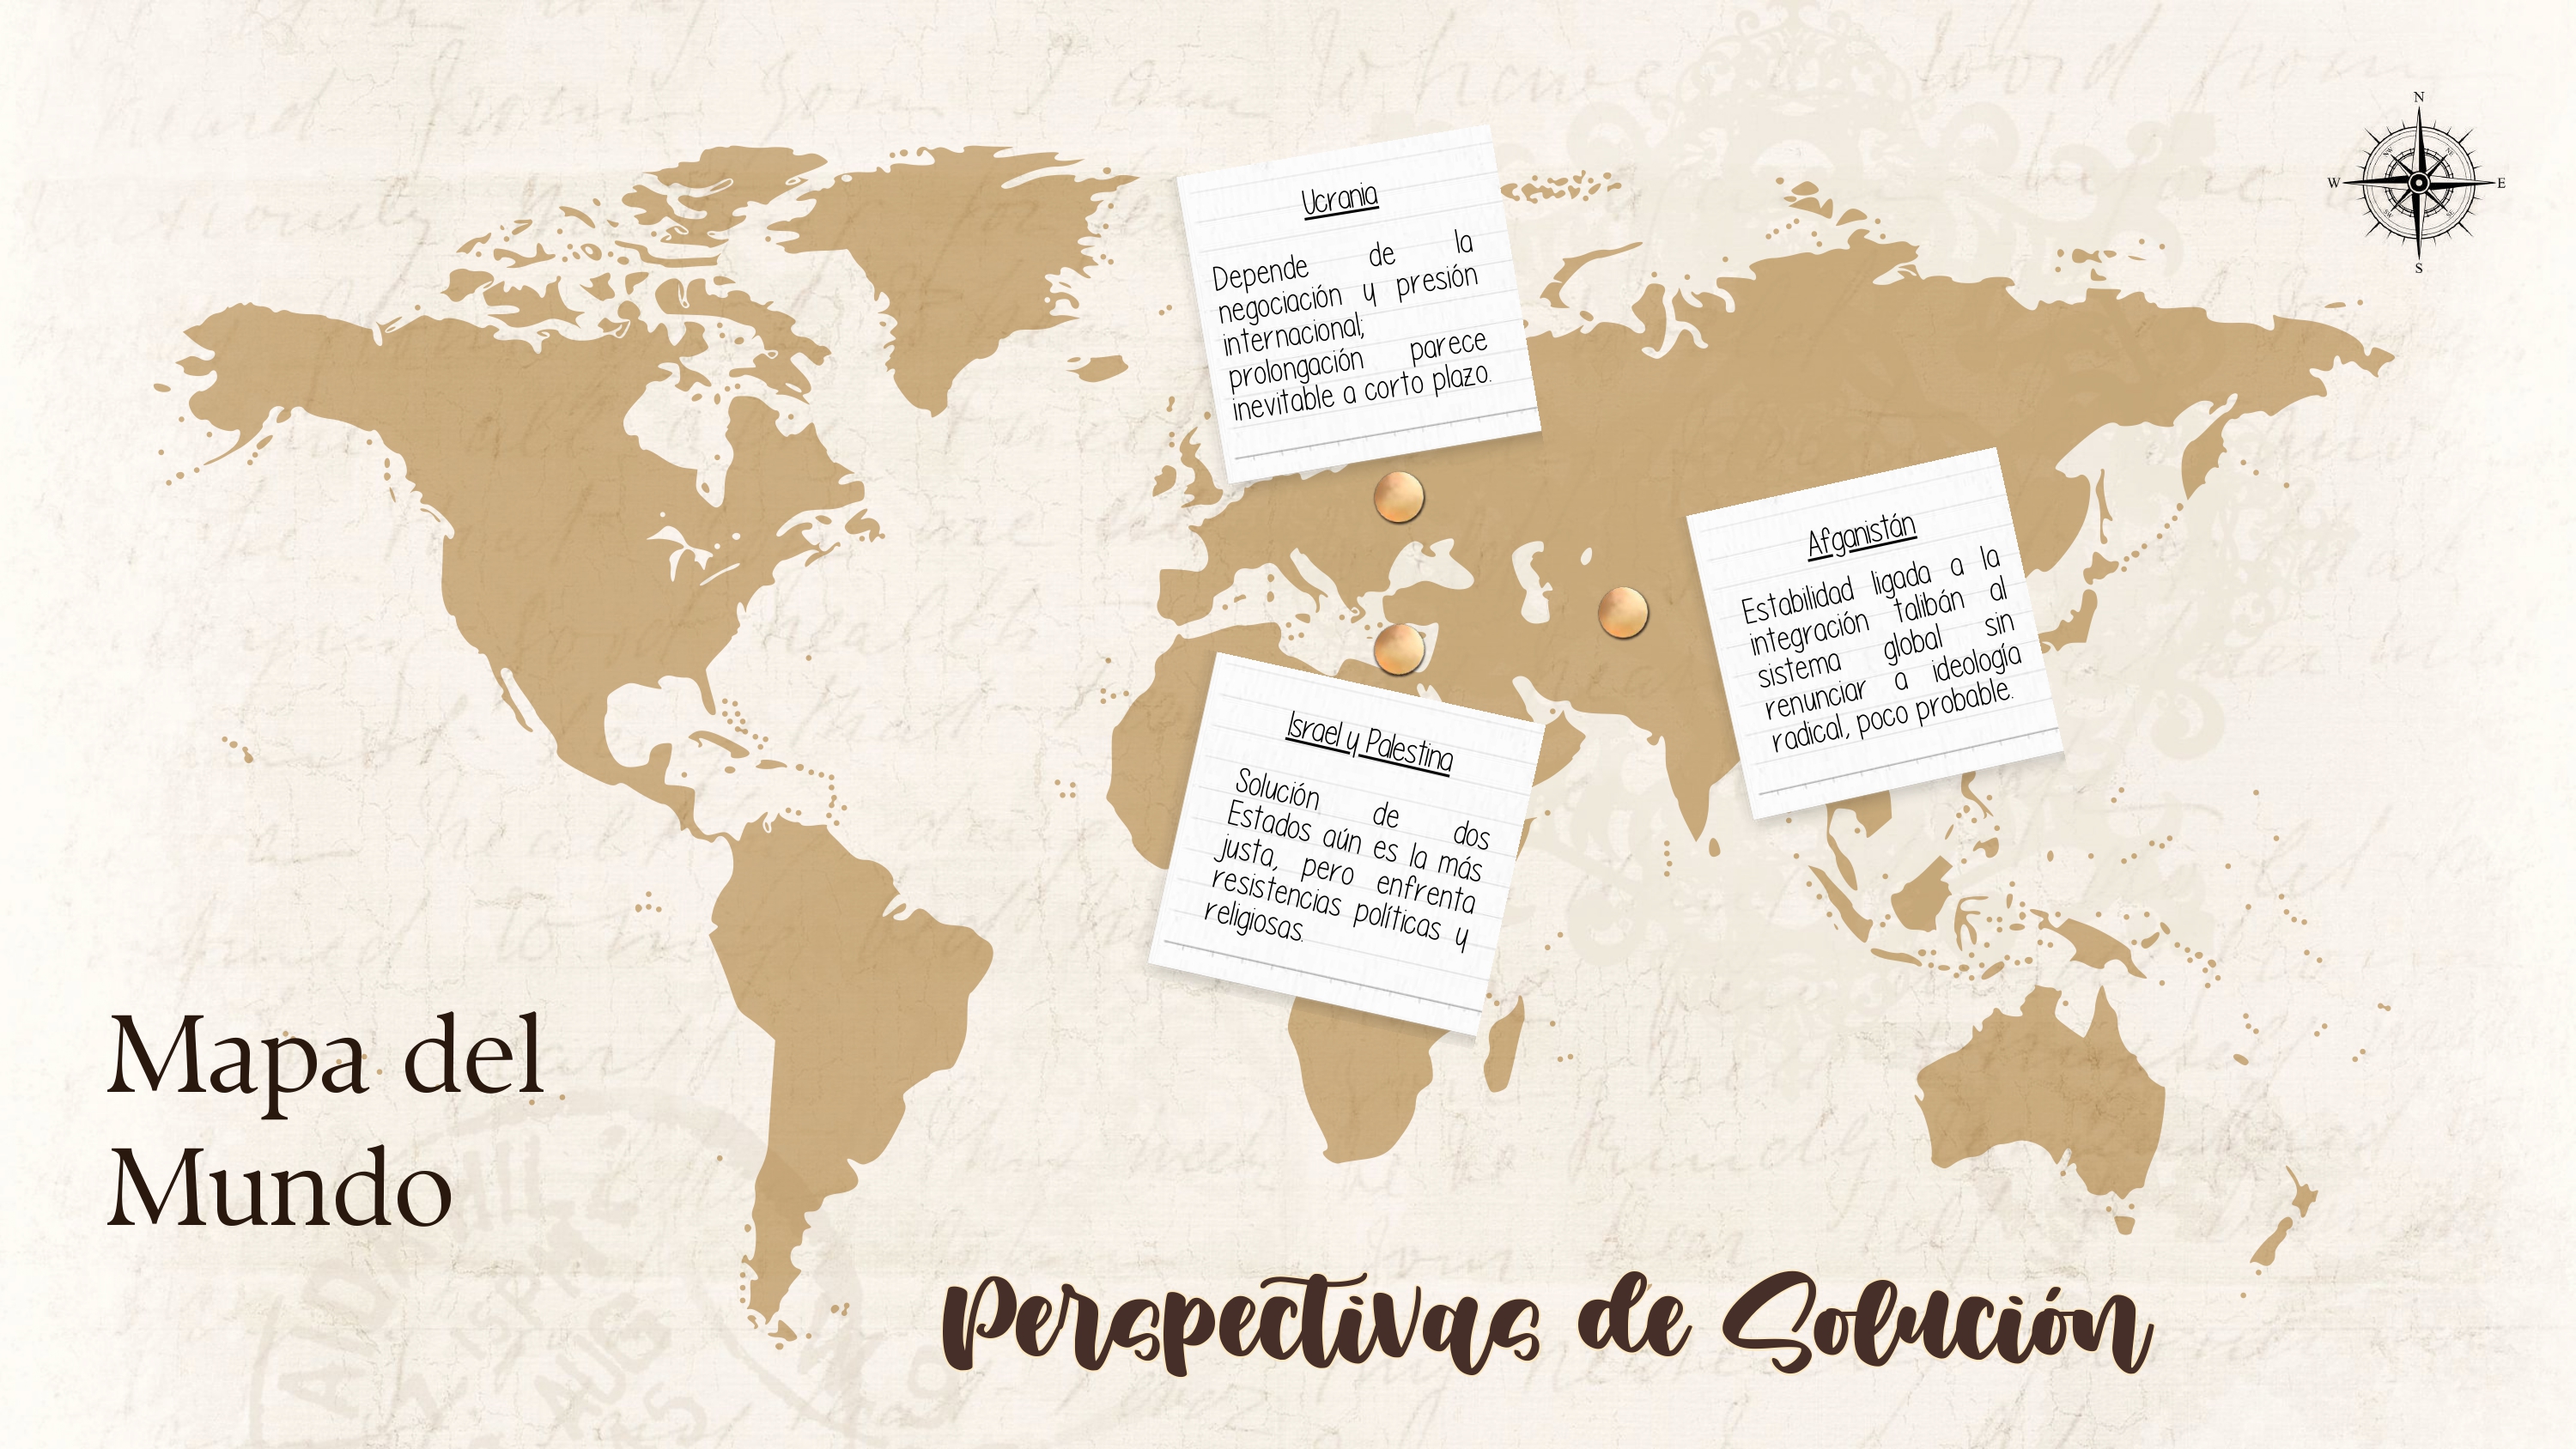 N
W
E
S
Ucrania
Depende de la
negociación y presión
internacional;
prolongación parece
inevitable a corto plazo.
Afganistán
Estabilidad ligada a la
integración talibán al
sistema global sin
renunciar a ideología
radical, poco probable.
Israel y Palestina
Solución de dos
Estados aún es la más
justa, pero enfrenta
resistencias políticas y
religiosas.
Mapa del
Mundo
Perspectivas de Solución